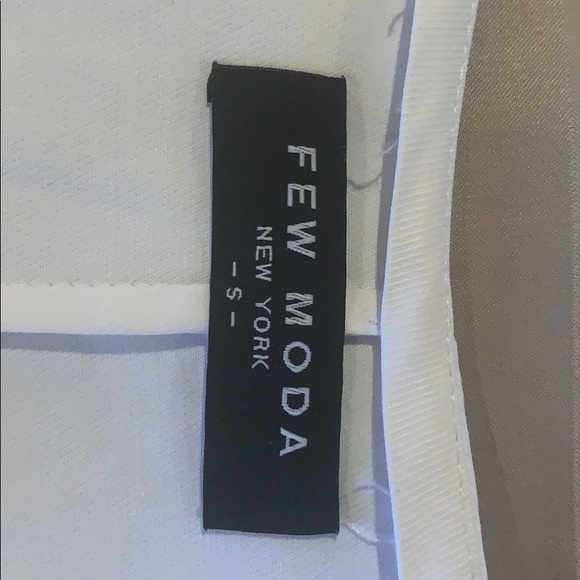 FEW MODA
NEW YORK
– S –